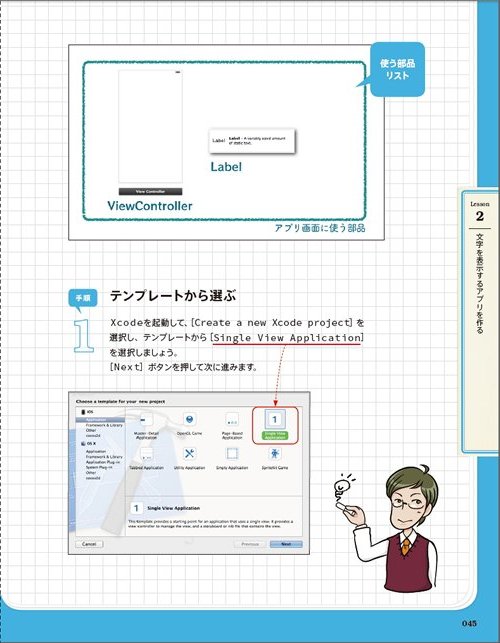 使う部品
リスト
Label
Label - A variably sized amount
of static text.
Label
View Controller
ViewController
アプリ画面に使う部品
Lesson
2
文字を表示するアプリを作る
手順
1
テンプレートから選ぶ
Xcodeを起動して、[Create a new Xcode project]を
選択し、テンプレートから[Single View Application]
を選択しましょう。
[Next] ボタンを押して次に進みます。
Choose a template for your new project
iOS
Application
Framework & Library
Other
cocos2d
OS X
Application
Framework & Library
Application Plug-in
System Plug-in
Other
cocos2d
Master-Detail
Application
OpenGL Game
Page-Based
Application
1
Single View
Application
Tabbed Application
Utility Application
Empty Application
SpriteKit Game
1
Single View Application
This template provides a starting point for an application that uses a single view. It provides a
view controller to manage the view, and a storyboard or nib file that contains the view.
Cancel
Previous
Next
045